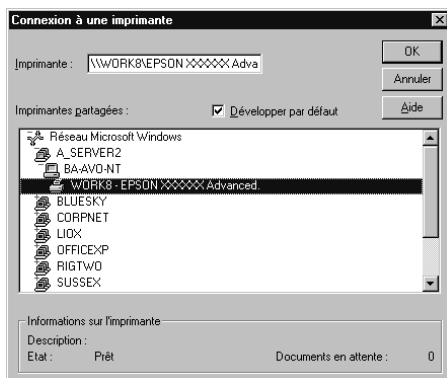 Connexion à une imprimante
Imprimante : \\WORK8\EPSON XXXXXX Adva
OK
Annuler
Aide
Imprimantes partagées : Développer par défaut
Réseau Microsoft Windows
A_SERVER2
BA-AVO-NT
WORK8 - EPSON XXXXXX Advanced.
BLUESKY
CORPNET
LIOX
OFFICEXP
RIGTWO
SUSSEX
Informations sur l'imprimante
Description :
Etat : Prêt Documents en attente : 0